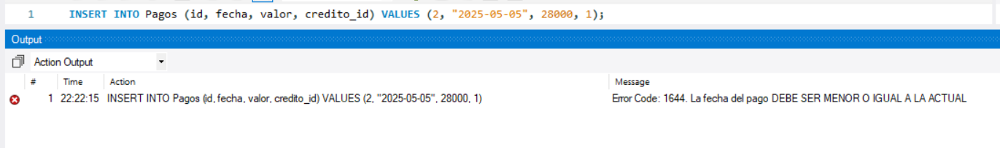 1 INSERT INTO Pagos (id, fecha, valor, credito_id) VALUES (2, "2025-05-05", 28000, 1);
Output
Action Output
# Time Action Message
1 22:22:15 INSERT INTO Pagos (id, fecha, valor, credito_id) VALUES (2, "2025-05-05", 28000, 1) Error Code: 1644. La fecha del pago DEBE SER MENOR O IGUAL A LA ACTUAL